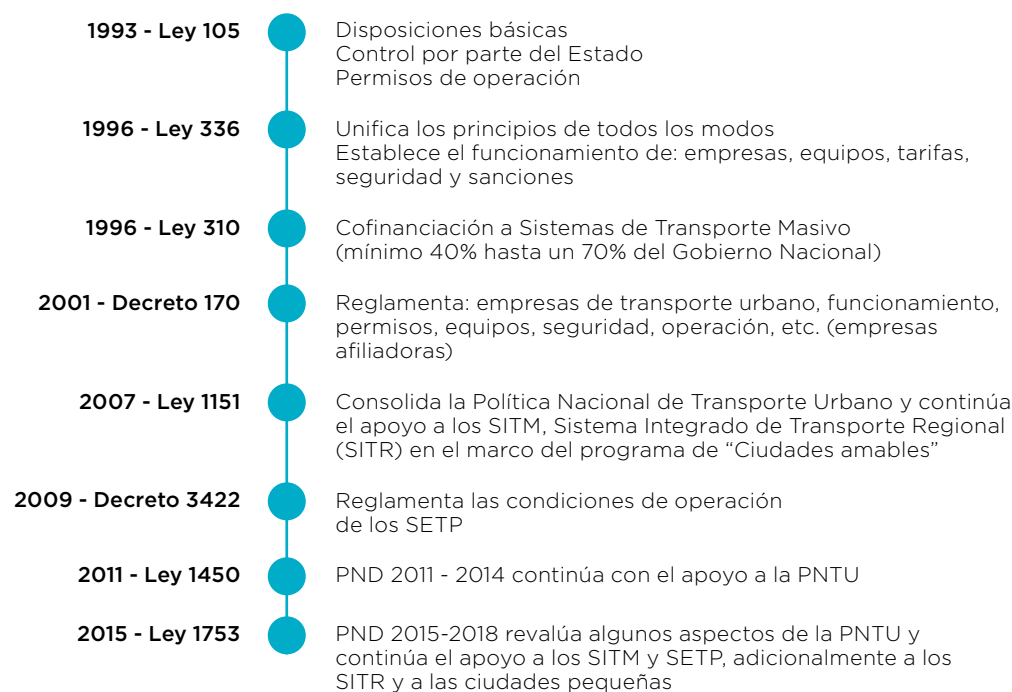 1993 - Ley 105
Disposiciones básicas
Control por parte del Estado
Permisos de operación
1996 - Ley 336
Unifica los principios de todos los modos
Establece el funcionamiento de: empresas, equipos, tarifas,
seguridad y sanciones
1996 - Ley 310
Cofinanciación a Sistemas de Transporte Masivo
(mínimo 40% hasta un 70% del Gobierno Nacional)
2001 - Decreto 170
Reglamenta: empresas de transporte urbano, funcionamiento,
permisos, equipos, seguridad, operación, etc. (empresas
afiliadoras)
2007 - Ley 1151
Consolida la Política Nacional de Transporte Urbano y continúa
el apoyo a los SITM, Sistema Integrado de Transporte Regional
(SITR) en el marco del programa de “Ciudades amables”
2009 - Decreto 3422
Reglamenta las condiciones de operación
de los SETP
2011 - Ley 1450
PND 2011 - 2014 continúa con el apoyo a la PNTU
2015 - Ley 1753
PND 2015-2018 revalúa algunos aspectos de la PNTU y
continúa el apoyo a los SITM y SETP, adicionalmente a los
SITR y a las ciudades pequeñas